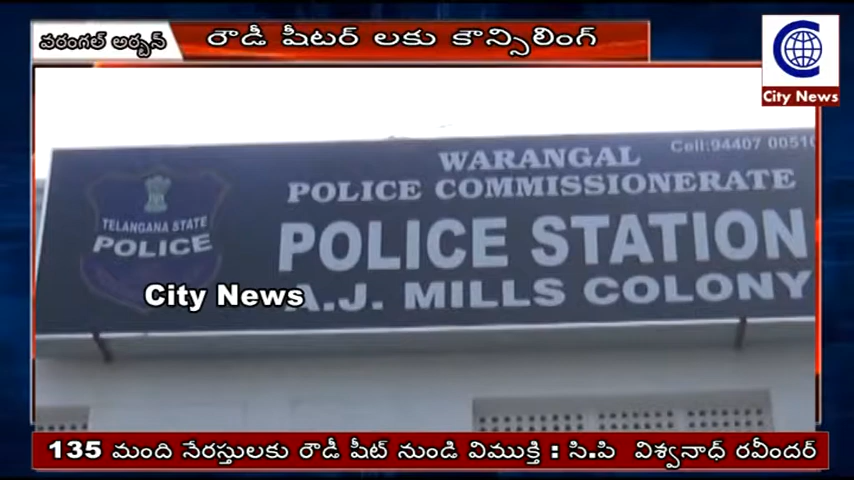 వరంగల్ అర్బన్
రౌడీ షీటర్ లకు కౌన్సిలింగ్
City News
Cell:94407 0051
WARANGAL
POLICE COMMISSIONERATE
TELANGANA STATE
POLICE
POLICE STATION
City News
A.J. MILLS COLONY
135 మంది నేరస్తులకు రౌడీ షీట్ నుండి విముక్తి : సి.పి విశ్వనాధ్ రవీందర్